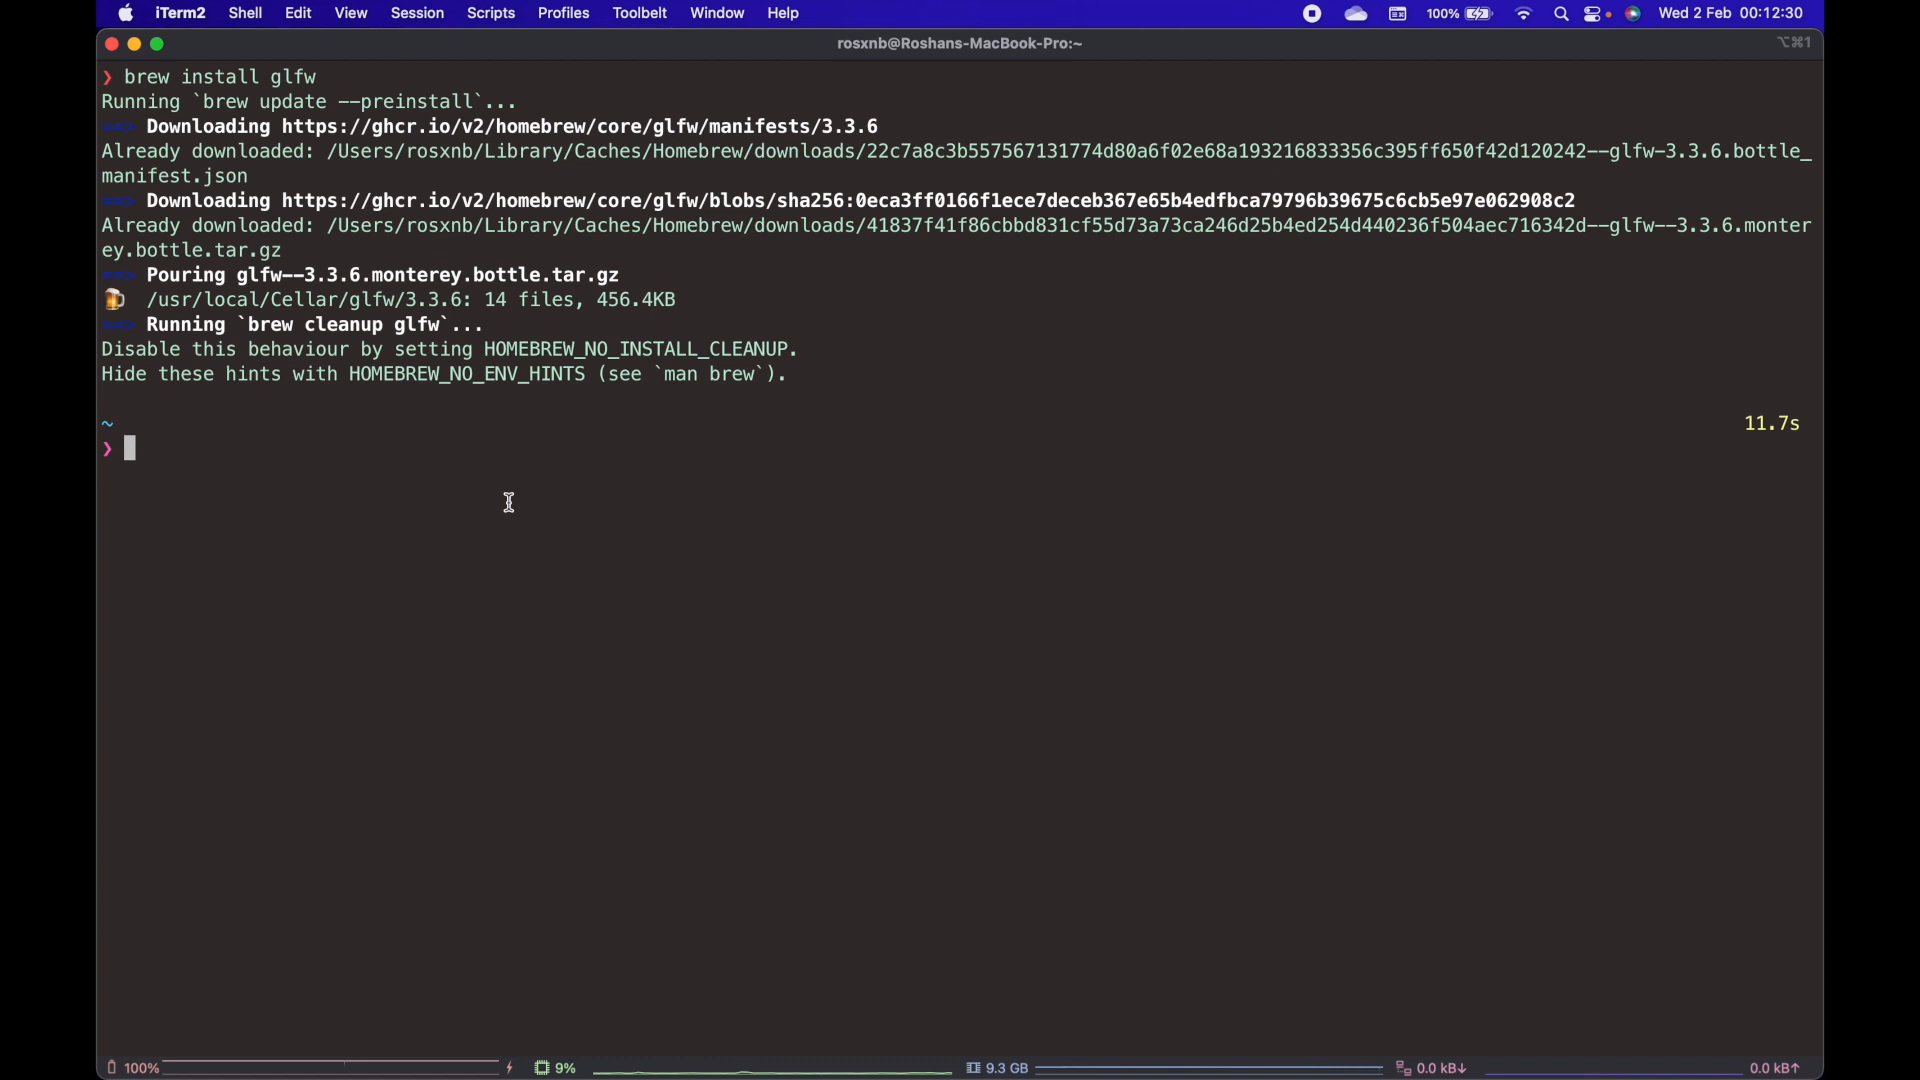 iTerm2 Shell Edit View Session Scripts Profiles Toolbelt Window Help 100% Wed 2 Feb 00:12:30
rosxnb@Roshans-MacBook-Pro:~ ⌥⌘1
❯ brew install glfw
Running `brew update --preinstall`...
==> Downloading https://ghcr.io/v2/homebrew/core/glfw/manifests/3.3.6
Already downloaded: /Users/rosxnb/Library/Caches/Homebrew/downloads/22c7a8c3b557567131774d80a6f02e68a193216833356c395ff650f42d120242--glfw-3.3.6.bottle_
manifest.json
==> Downloading https://ghcr.io/v2/homebrew/core/glfw/blobs/sha256:0eca3ff0166f1ece7deceb367e65b4edfbca79796b39675c6cb5e97e062908c2
Already downloaded: /Users/rosxnb/Library/Caches/Homebrew/downloads/41837f41f86cbbd831cf55d73a73ca246d25b4ed254d440236f504aec716342d--glfw--3.3.6.monter
ey.bottle.tar.gz
==> Pouring glfw--3.3.6.monterey.bottle.tar.gz
🍺 /usr/local/Cellar/glfw/3.3.6: 14 files, 456.4KB
==> Running `brew cleanup glfw`...
Disable this behaviour by setting HOMEBREW_NO_INSTALL_CLEANUP.
Hide these hints with HOMEBREW_NO_ENV_HINTS (see `man brew`).
~ 11.7s
❯
100% 9% 9.3 GB 0.0 kB↓ 0.0 kB↑